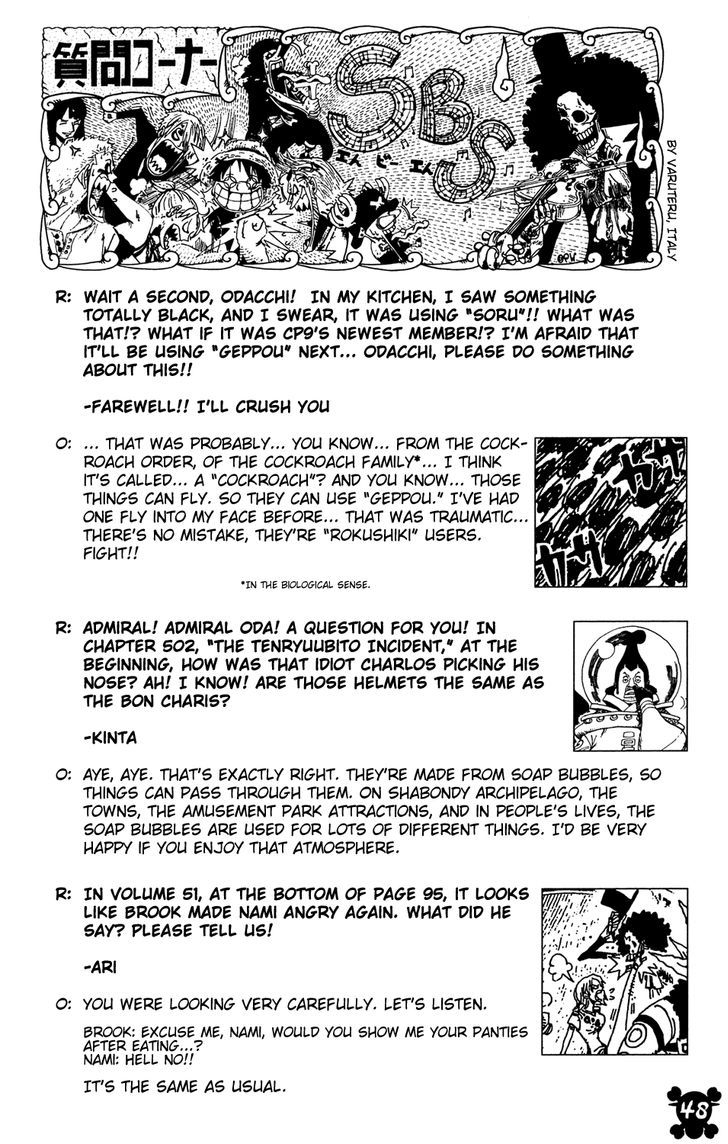 質問コーナー
SBS
エス ビー エス
BY VARUTERU, ITALY
R: WAIT A SECOND, ODACCHI! IN MY KITCHEN, I SAW SOMETHING
TOTALLY BLACK, AND I SWEAR, IT WAS USING "SORU"!! WHAT WAS
THAT!? WHAT IF IT WAS CP9'S NEWEST MEMBER!? I'M AFRAID THAT
IT'LL BE USING "GEPPOU" NEXT... ODACCHI, PLEASE DO SOMETHING
ABOUT THIS!!
-FAREWELL!! I'LL CRUSH YOU
O: ... THAT WAS PROBABLY... YOU KNOW... FROM THE COCK-
ROACH ORDER, OF THE COCKROACH FAMILY*... I THINK
IT'S CALLED... A "COCKROACH"? AND YOU KNOW... THOSE
THINGS CAN FLY. SO THEY CAN USE "GEPPOU." I'VE HAD
ONE FLY INTO MY FACE BEFORE... THAT WAS TRAUMATIC...
THERE'S NO MISTAKE, THEY'RE "ROKUSHIKI" USERS.
FIGHT!!
*IN THE BIOLOGICAL SENSE.
カサ
カサ
R: ADMIRAL! ADMIRAL ODA! A QUESTION FOR YOU! IN
CHAPTER 502, "THE TENRYUUBITO INCIDENT," AT THE
BEGINNING, HOW WAS THAT IDIOT CHARLOS PICKING HIS
NOSE? AH! I KNOW! ARE THOSE HELMETS THE SAME AS
THE BON CHARIS?
-KINTA
O: AYE, AYE. THAT'S EXACTLY RIGHT. THEY'RE MADE FROM SOAP BUBBLES, SO
THINGS CAN PASS THROUGH THEM. ON SHABONDY ARCHIPELAGO, THE
TOWNS, THE AMUSEMENT PARK ATTRACTIONS, AND IN PEOPLE'S LIVES, THE
SOAP BUBBLES ARE USED FOR LOTS OF DIFFERENT THINGS. I'D BE VERY
HAPPY IF YOU ENJOY THAT ATMOSPHERE.
R: IN VOLUME 51, AT THE BOTTOM OF PAGE 95, IT LOOKS
LIKE BROOK MADE NAMI ANGRY AGAIN. WHAT DID HE
SAY? PLEASE TELL US!
-ARI
O: YOU WERE LOOKING VERY CAREFULLY. LET'S LISTEN.
BROOK: EXCUSE ME, NAMI, WOULD YOU SHOW ME YOUR PANTIES
AFTER EATING...?
NAMI: HELL NO!!
IT'S THE SAME AS USUAL.
48